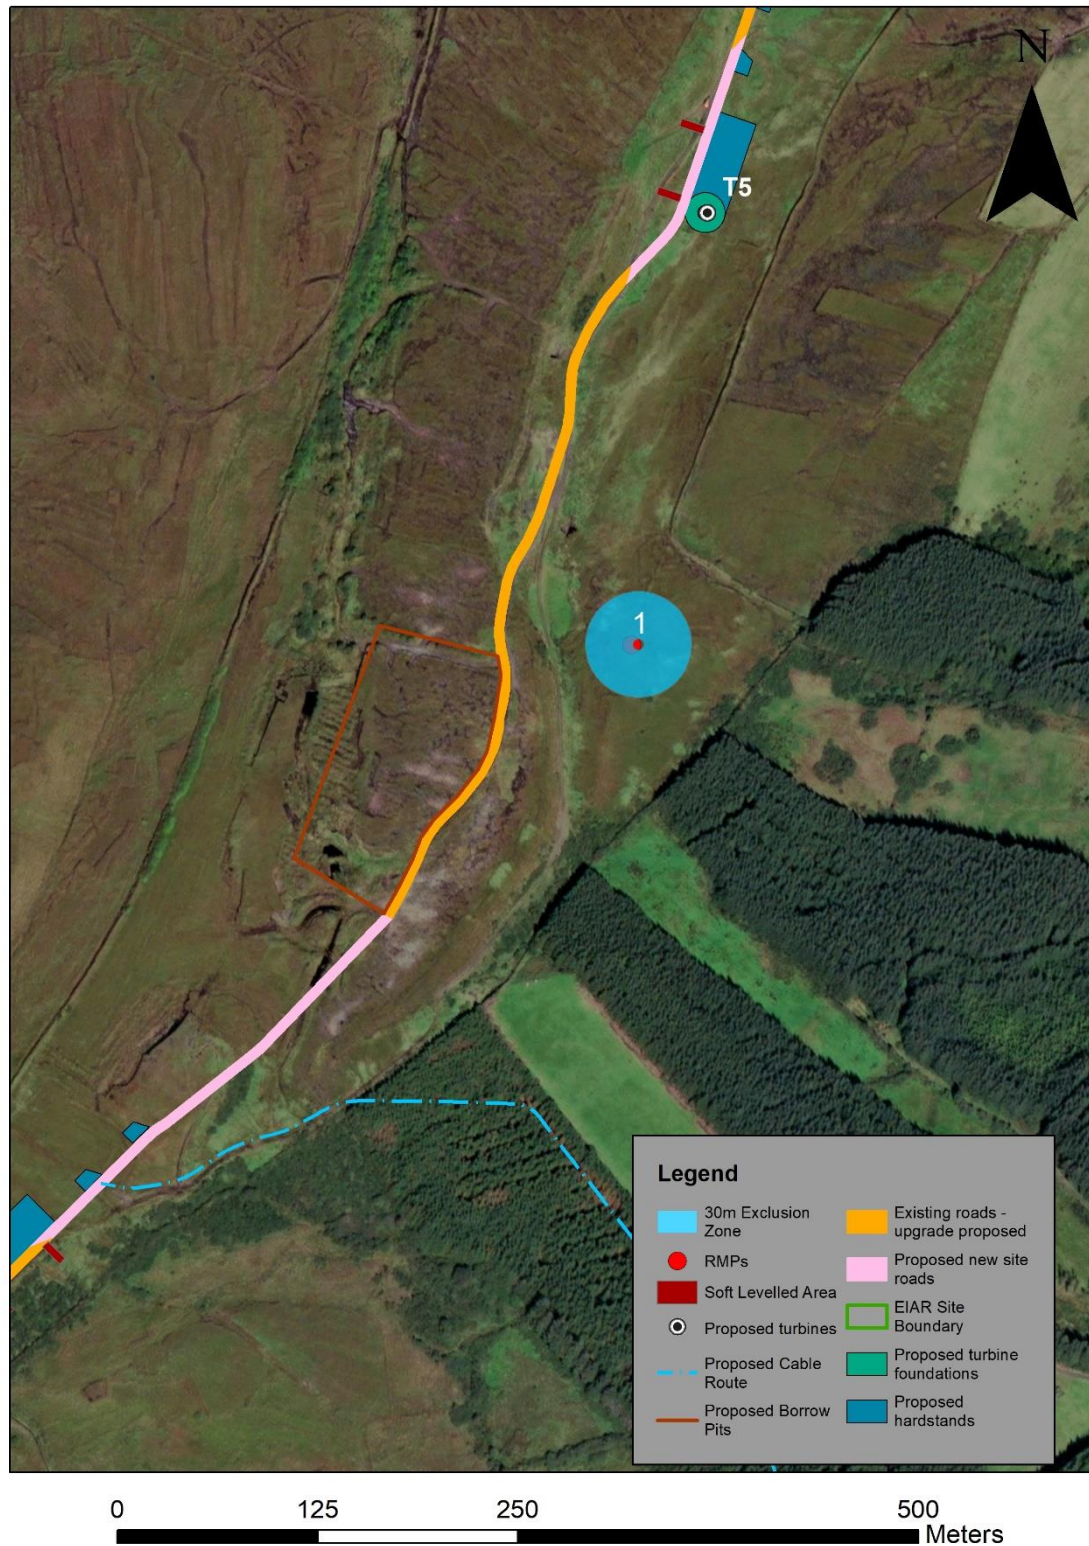 N
T5
1
Legend
30m Exclusion
Zone
RMPs
Soft Levelled Area
Proposed turbines
Proposed Cable
Route
Proposed Borrow
Pits
Existing roads -
upgrade proposed
Proposed new site
roads
EIAR Site
Boundary
Proposed turbine
foundations
Proposed
hardstands
0 125 250 500
Meters